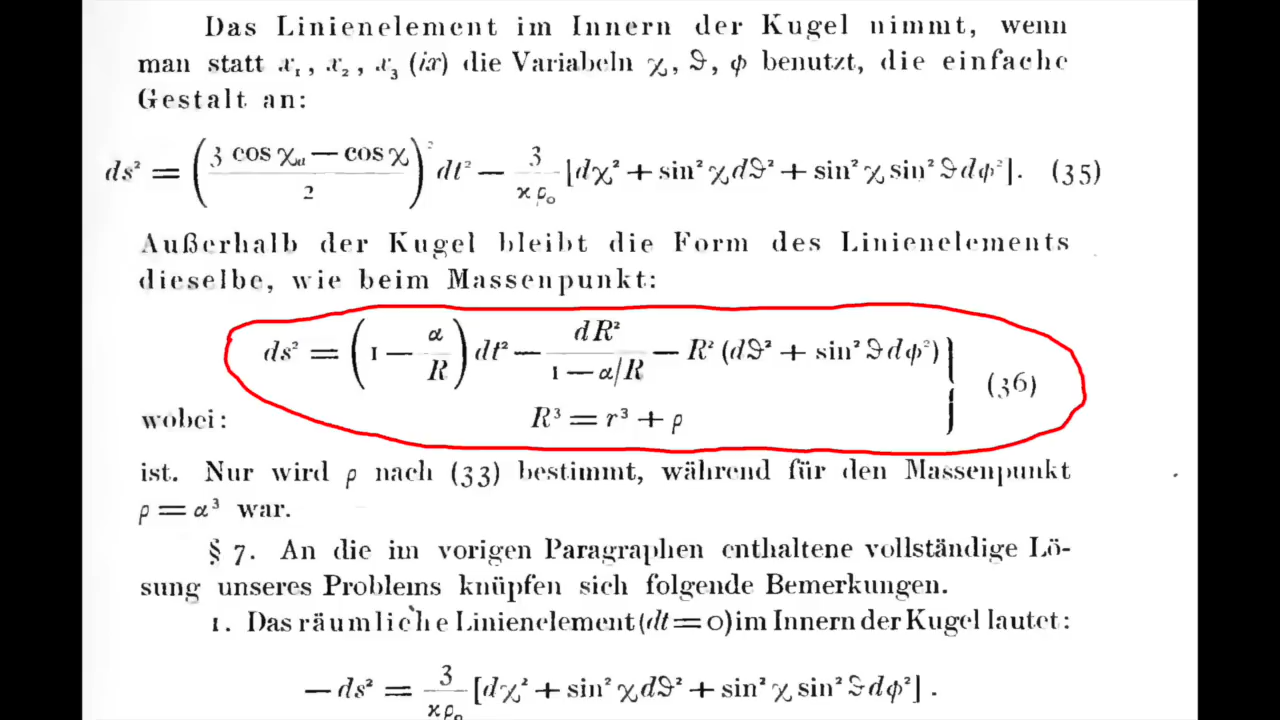 Das Linienelement im Innern der Kugel nimmt, wenn
man statt x₁, x₂, x₃ (ix) die Variabeln χ, ϑ, φ benutzt, die einfache
Gestalt an:
ds² = ((3 cos χₐ — cos χ)/2)² dt² — 3/(ϰρ₀) [dχ² + sin² χdϑ² + sin² χ sin² ϑdφ²]. (35)
Außerhalb der Kugel bleibt die Form des Linienelements
dieselbe, wie beim Massenpunkt:
ds² = (1 — α/R) dt² — dR²/(1 — α/R) — R² (dϑ² + sin² ϑdφ²)
(36)
wobei: R³ = r³ + ρ
ist. Nur wird ρ nach (33) bestimmt, während für den Massenpunkt
ρ = α³ war.
§ 7. An die im vorigen Paragraphen enthaltene vollständige Lö-
sung unseres Problems knüpfen sich folgende Bemerkungen.
1. Das räumliche Linienelement (dt = 0) im Innern der Kugel lautet:
— ds² = 3/(ϰρ₀) [dχ² + sin² χdϑ² + sin² χ sin² ϑdφ²].